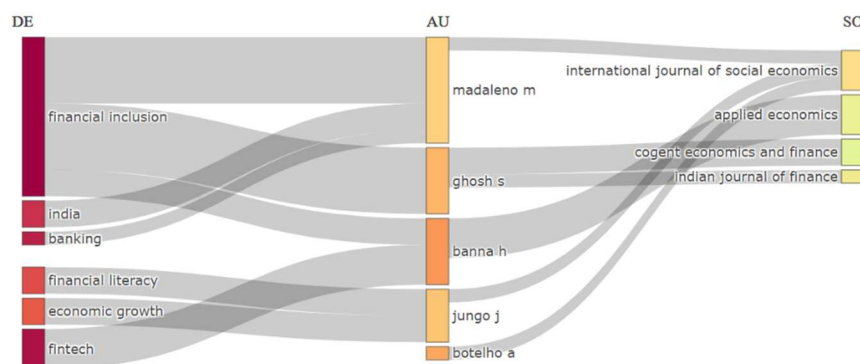 DE
AU
SO
financial inclusion
india
banking
financial literacy
economic growth
fintech
madaleno m
ghosh s
banna h
jungo j
botelho a
international journal of social economics
applied economics
cogent economics and finance
indian journal of finance